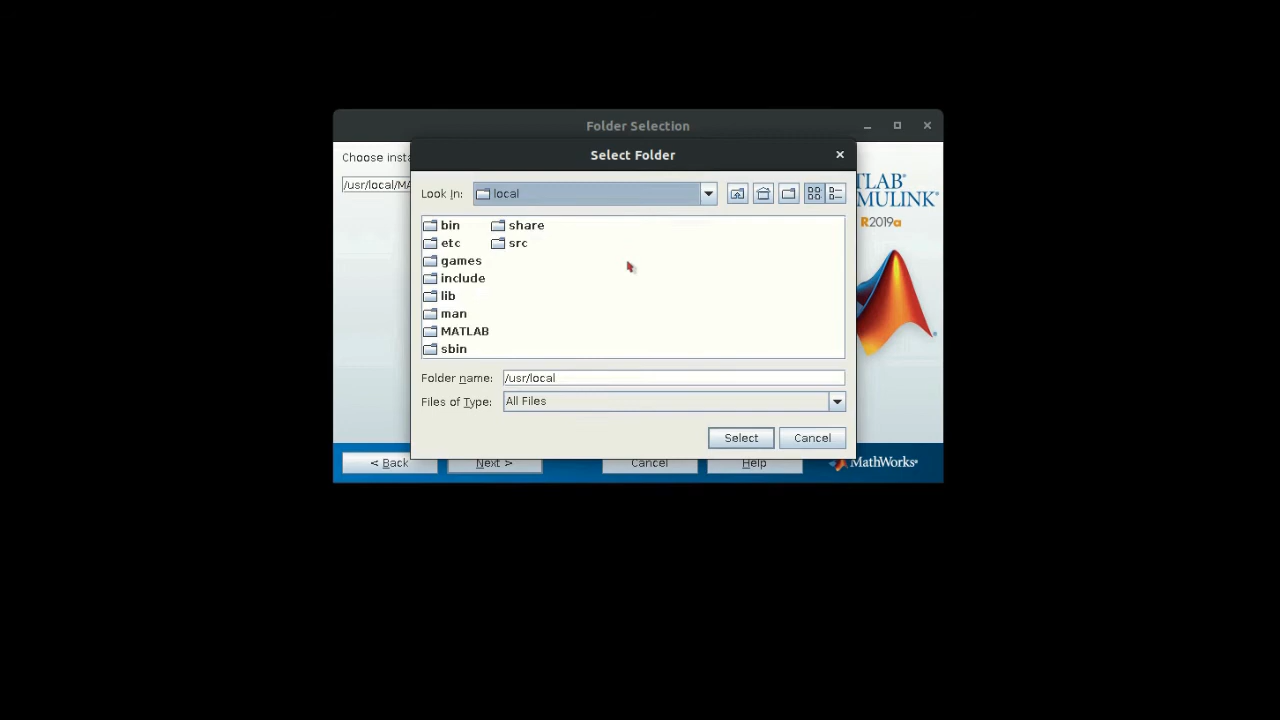 Folder Selection
Choose insta
/usr/local/MA
TLAB®
MULINK®
R2019a
Select Folder
Look In:
local
bin
share
etc
src
games
include
lib
man
MATLAB
sbin
Folder name:
/usr/local
Files of Type:
All Files
Select
Cancel
< Back
Next >
Cancel
Help
MathWorks®